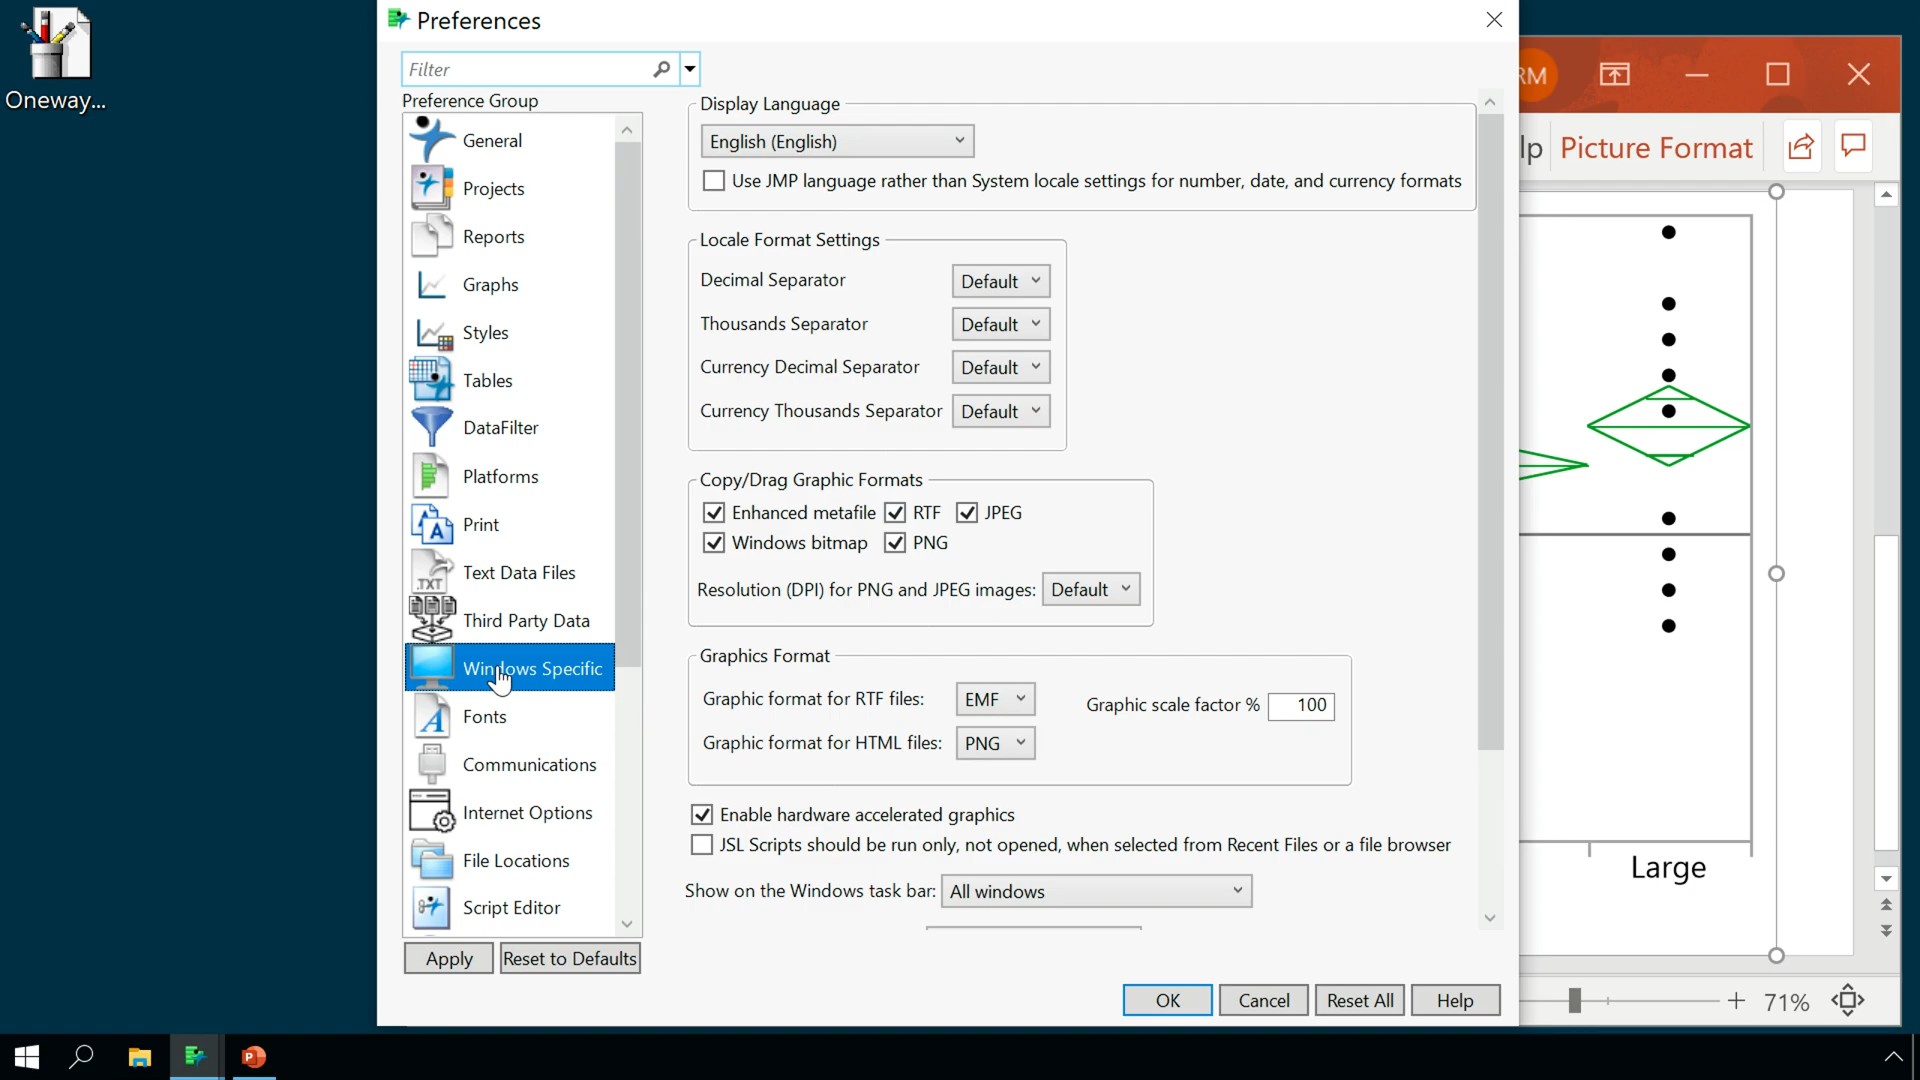 Oneway...
Preferences
Filter
Preference Group
General
Projects
Reports
Graphs
Styles
Tables
DataFilter
Platforms
Print
Text Data Files
.TXT
Third Party Data
Windows Specific
Fonts
Communications
Internet Options
File Locations
Script Editor
Apply
Reset to Defaults
Display Language
English (English)
Use JMP language rather than System locale settings for number, date, and currency formats
Locale Format Settings
Decimal Separator Default
Thousands Separator Default
Currency Decimal Separator Default
Currency Thousands Separator Default
Copy/Drag Graphic Formats
Enhanced metafile RTF JPEG
Windows bitmap PNG
Resolution (DPI) for PNG and JPEG images: Default
Graphics Format
Graphic format for RTF files: EMF Graphic scale factor % 100
Graphic format for HTML files: PNG
Enable hardware accelerated graphics
JSL Scripts should be run only, not opened, when selected from Recent Files or a file browser
Show on the Windows task bar: All windows
OK Cancel Reset All Help
RM
lp Picture Format
Large
71%